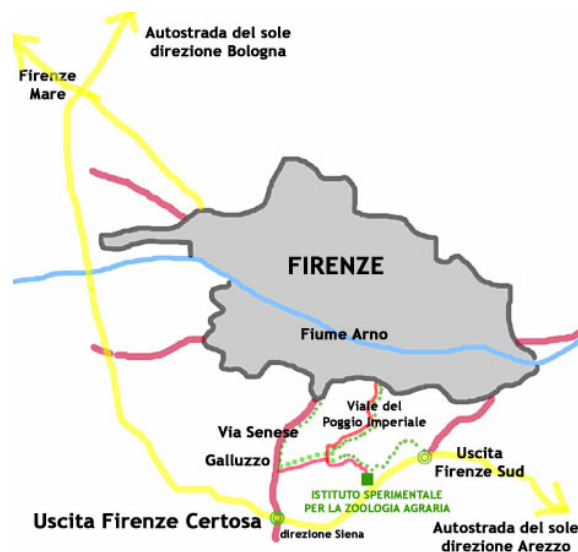 Autostrada del sole
direzione Bologna
Firenze
Mare
FIRENZE
Fiume Arno
Viale del
Poggio Imperiale
Via Senese
Galluzzo
Uscita
Firenze Sud
ISTITUTO SPERIMENTALE
PER LA ZOOLOGIA AGRARIA
Uscita Firenze Certosa
direzione Siena
Autostrada del sole
direzione Arezzo